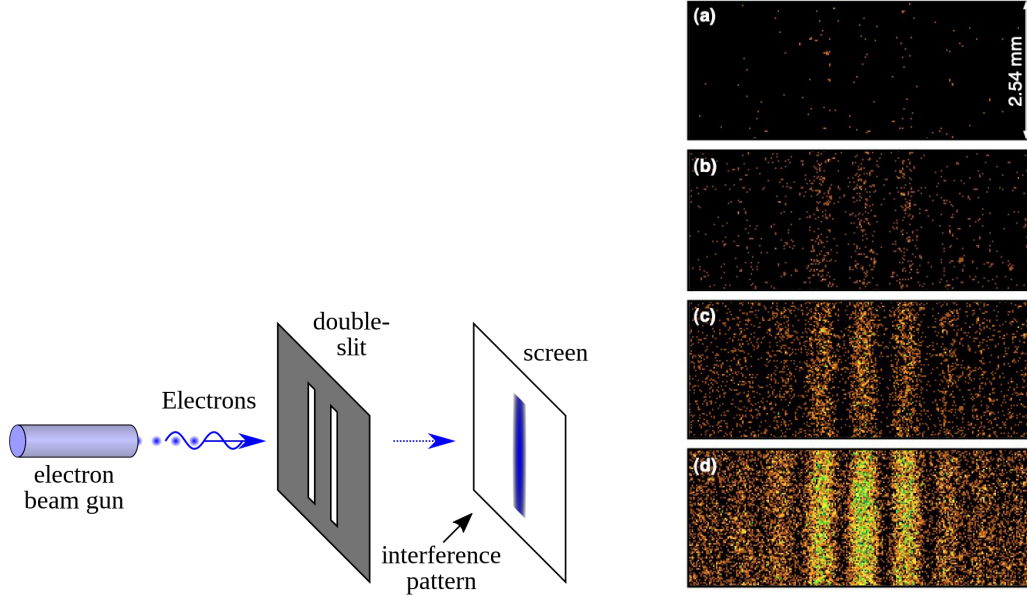 double-
slit
screen
Electrons
electron
beam gun
interference
pattern
(a)
2.54 mm
(b)
(c)
(d)